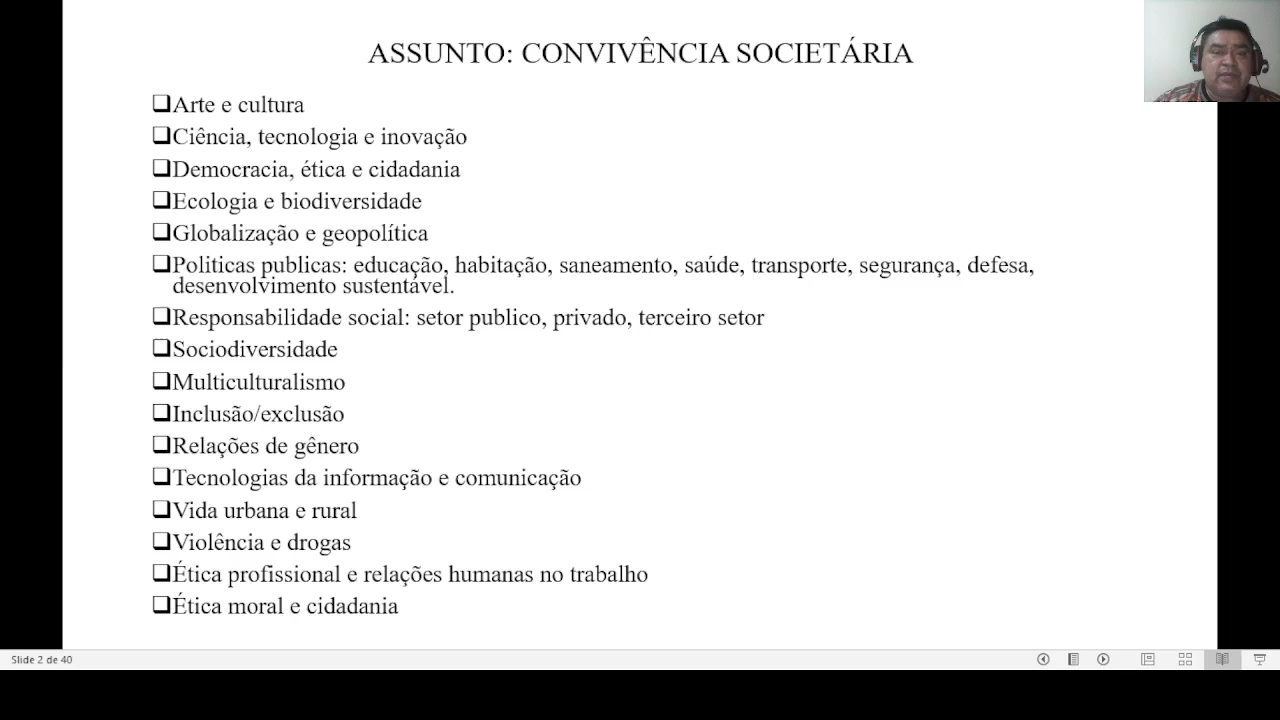 ASSUNTO: CONVIVÊNCIA SOCIETÁRIA
❑Arte e cultura
❑Ciência, tecnologia e inovação
❑Democracia, ética e cidadania
❑Ecologia e biodiversidade
❑Globalização e geopolítica
❑Politicas publicas: educação, habitação, saneamento, saúde, transporte, segurança, defesa,
desenvolvimento sustentável.
❑Responsabilidade social: setor publico, privado, terceiro setor
❑Sociodiversidade
❑Multiculturalismo
❑Inclusão/exclusão
❑Relações de gênero
❑Tecnologias da informação e comunicação
❑Vida urbana e rural
❑Violência e drogas
❑Ética profissional e relações humanas no trabalho
❑Ética moral e cidadania
Slide 2 de 40